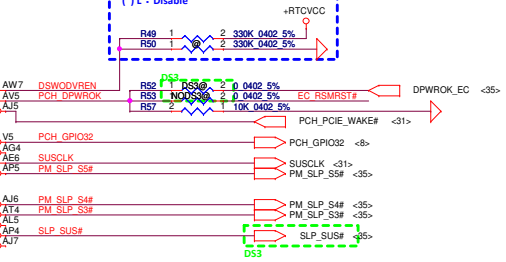 ( ) L : Disable
+RTCVCC
R49 1 2 330K_0402_5%
R50 1 @ 2 330K_0402_5%
DS3
AW7 DSWODVREN R52 1 DS3@ 2 0_0402_5% DPWROK_EC <35>
AV5 PCH_DPWROK R53 1 NODS3@ 2 0_0402_5% EC_RSMRST#
AJ5 R57 2 1 10K_0402_5%
PCH_PCIE_WAKE# <31>
V5 PCH_GPIO32 PCH_GPIO32 <8>
AG4
AE6 SUSCLK SUSCLK <31>
AP5 PM_SLP_S5# PM_SLP_S5# <35>
AJ6 PM_SLP_S4# PM_SLP_S4# <35>
AT4 PM_SLP_S3# PM_SLP_S3# <35>
AL5
AP4 SLP_SUS# SLP_SUS# <35>
AJ7
DS3